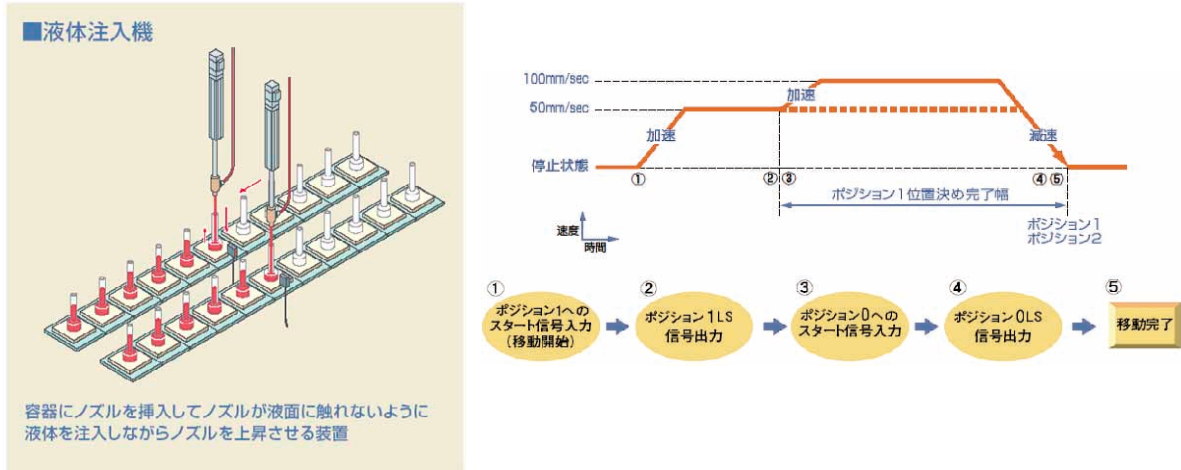 ■液体注入機
容器にノズルを挿入してノズルが液面に触れないように
液体を注入しながらノズルを上昇させる装置
100mm/sec
50mm/sec
停止状態
加速
加速
減速
①
②③
④⑤
ポジション1位置決め完了幅
ポジション1
ポジション2
速度
時間
①
ポジション1への
スタート信号入力
(移動開始)
②
ポジション1LS
信号出力
③
ポジション0への
スタート信号入力
④
ポジション0LS
信号出力
⑤
移動完了